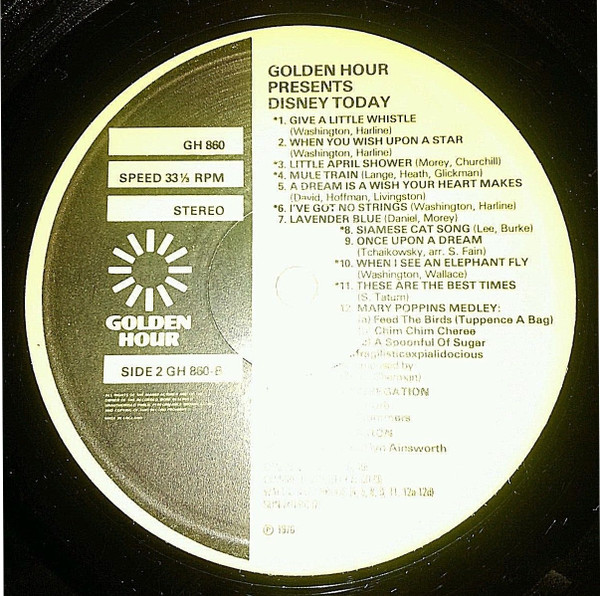 GOLDEN HOUR
PRESENTS
DISNEY TODAY
*1. GIVE A LITTLE WHISTLE
(Washington, Harline)
2. WHEN YOU WISH UPON A STAR
(Washington, Harline)
*3. LITTLE APRIL SHOWER (Morey, Churchill)
*4. MULE TRAIN (Lange, Heath, Glickman)
5. A DREAM IS A WISH YOUR HEART MAKES
(David, Hoffman, Livingston)
*6. I'VE GOT NO STRINGS (Washington, Harline)
7. LAVENDER BLUE (Daniel, Morey)
*8. SIAMESE CAT SONG (Lee, Burke)
9. ONCE UPON A DREAM
(Tchaikowsky, arr. S. Fain)
*10. WHEN I SEE AN ELEPHANT FLY
(Washington, Wallace)
*11. THESE ARE THE BEST TIMES
(S. Tatum)
12. MARY POPPINS MEDLEY:
(a) Feed The Birds (Tuppence A Bag)
Chim Chim Cheree
A Spoonful Of Sugar
Ainsworth
11, 12a-12d)
Ⓟ 1976
GH 860
SPEED 33⅓ RPM
STEREO
GOLDEN
HOUR
SIDE 2 GH 860-B